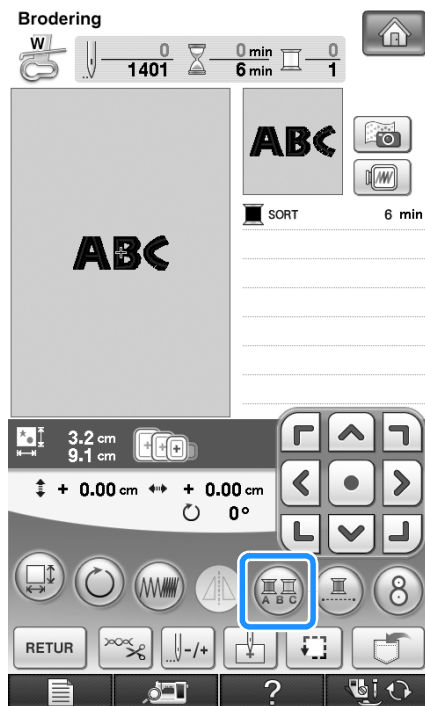 Brodering
W
0 0 min 0
1401 6 min 1
ABC
SORT 6 min
ABC
3.2 cm
9.1 cm
+ 0.00 cm + 0.00 cm
0°
A B C
8
RETUR -/+
?